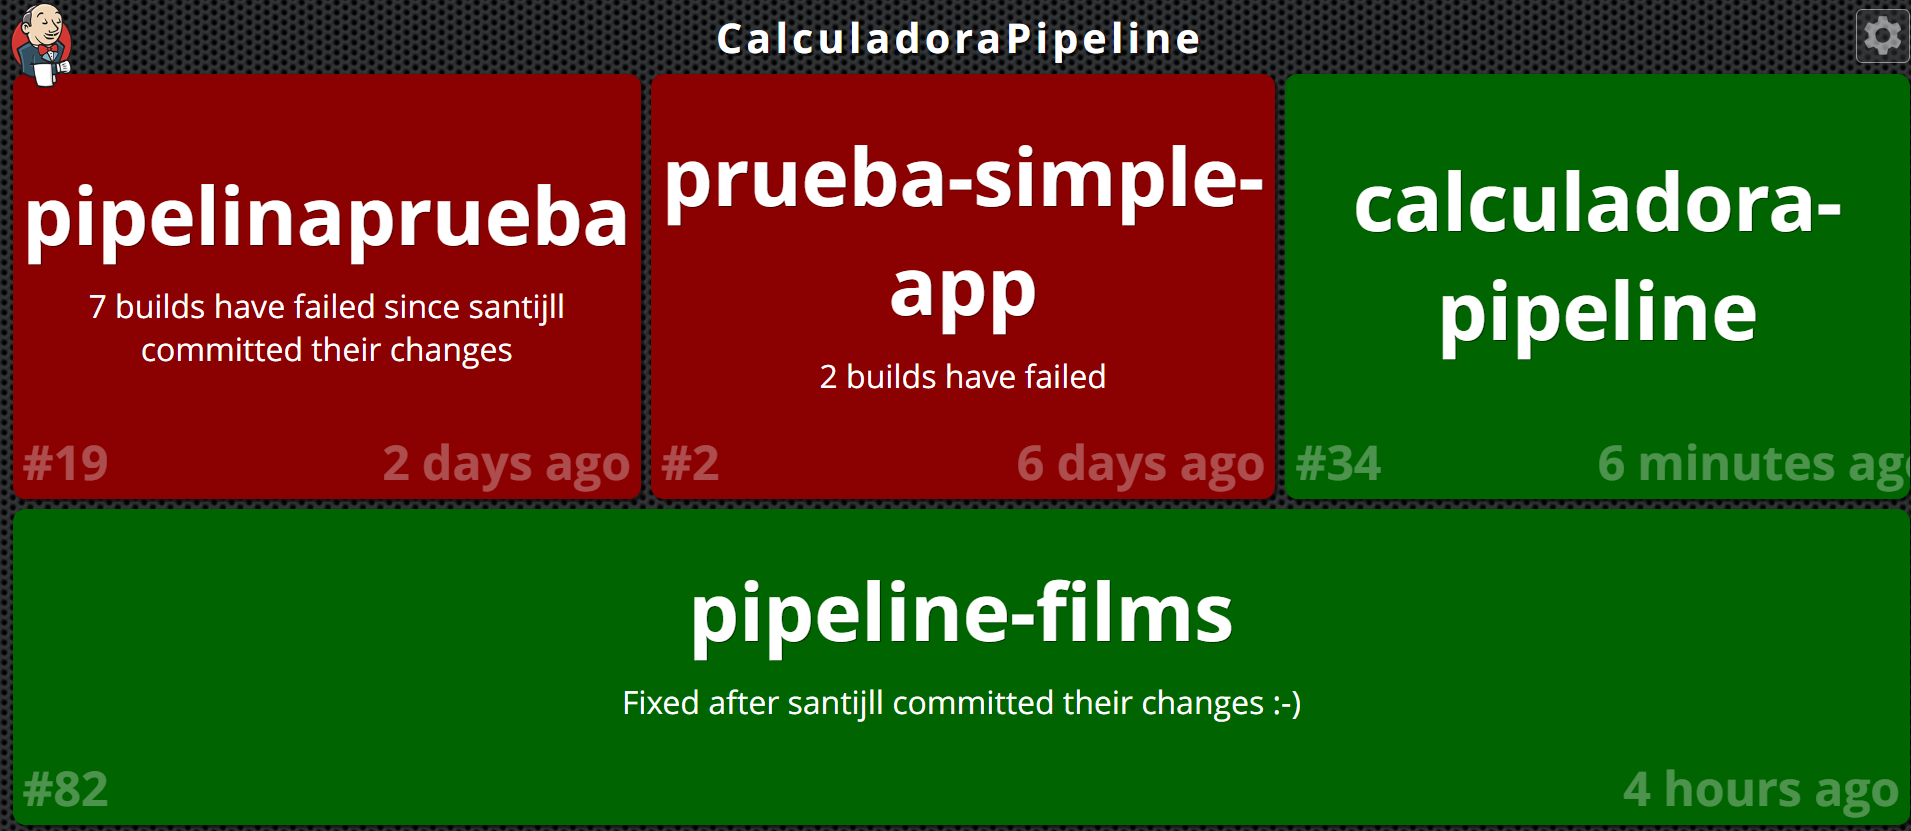 CalculadoraPipeline
pipelinaprueba
7 builds have failed since santijll
committed their changes
#19
2 days ago
prueba-simple-
app
2 builds have failed
#2
6 days ago
calculadora-
pipeline
#34
6 minutes ago
pipeline-films
Fixed after santijll committed their changes :-)
#82
4 hours ago